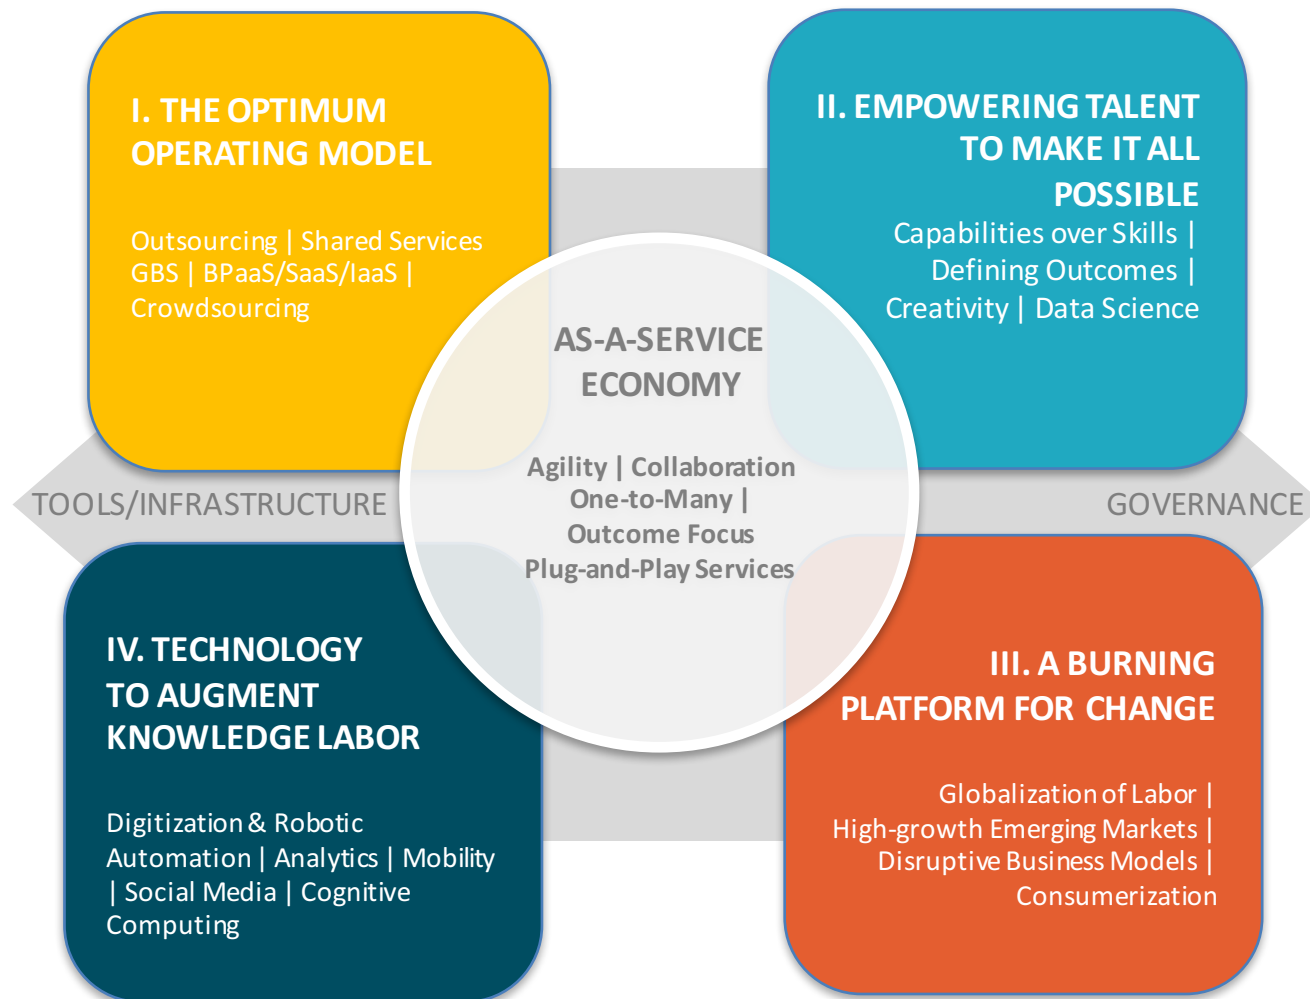 I. THE OPTIMUM
OPERATING MODEL
Outsourcing | Shared Services
GBS | BPaaS/SaaS/IaaS |
Crowdsourcing
II. EMPOWERING TALENT
TO MAKE IT ALL
POSSIBLE
Capabilities over Skills |
Defining Outcomes |
Creativity | Data Science
AS-A-SERVICE
ECONOMY
Agility | Collaboration
One-to-Many |
Outcome Focus
Plug-and-Play Services
TOOLS/INFRASTRUCTURE
GOVERNANCE
IV. TECHNOLOGY
TO AUGMENT
KNOWLEDGE LABOR
Digitization & Robotic
Automation | Analytics | Mobility
| Social Media | Cognitive
Computing
III. A BURNING
PLATFORM FOR CHANGE
Globalization of Labor |
High-growth Emerging Markets |
Disruptive Business Models |
Consumerization